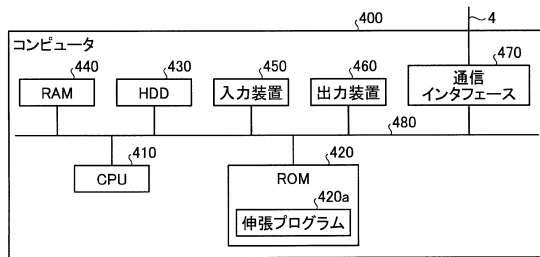 400
4
コンピュータ
440
RAM
430
HDD
450
入力装置
460
出力装置
470
通信
インタフェース
480
410
CPU
420
ROM
420a
伸張プログラム